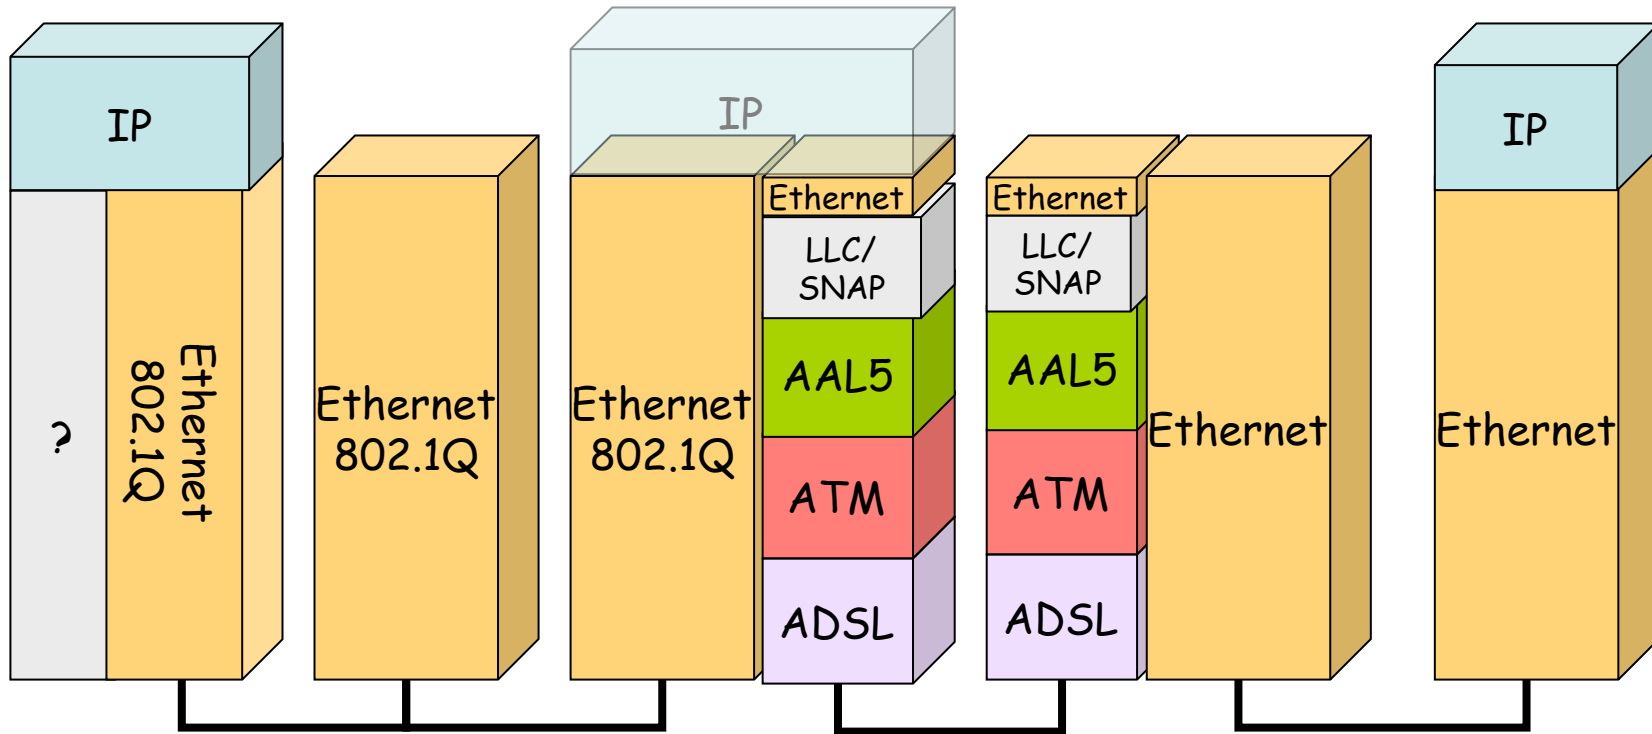 IP
?
Ethernet
802.1Q
Ethernet
802.1Q
IP
Ethernet
802.1Q
Ethernet
LLC/
SNAP
AAL5
ATM
ADSL
Ethernet
LLC/
SNAP
AAL5
ATM
ADSL
Ethernet
IP
Ethernet